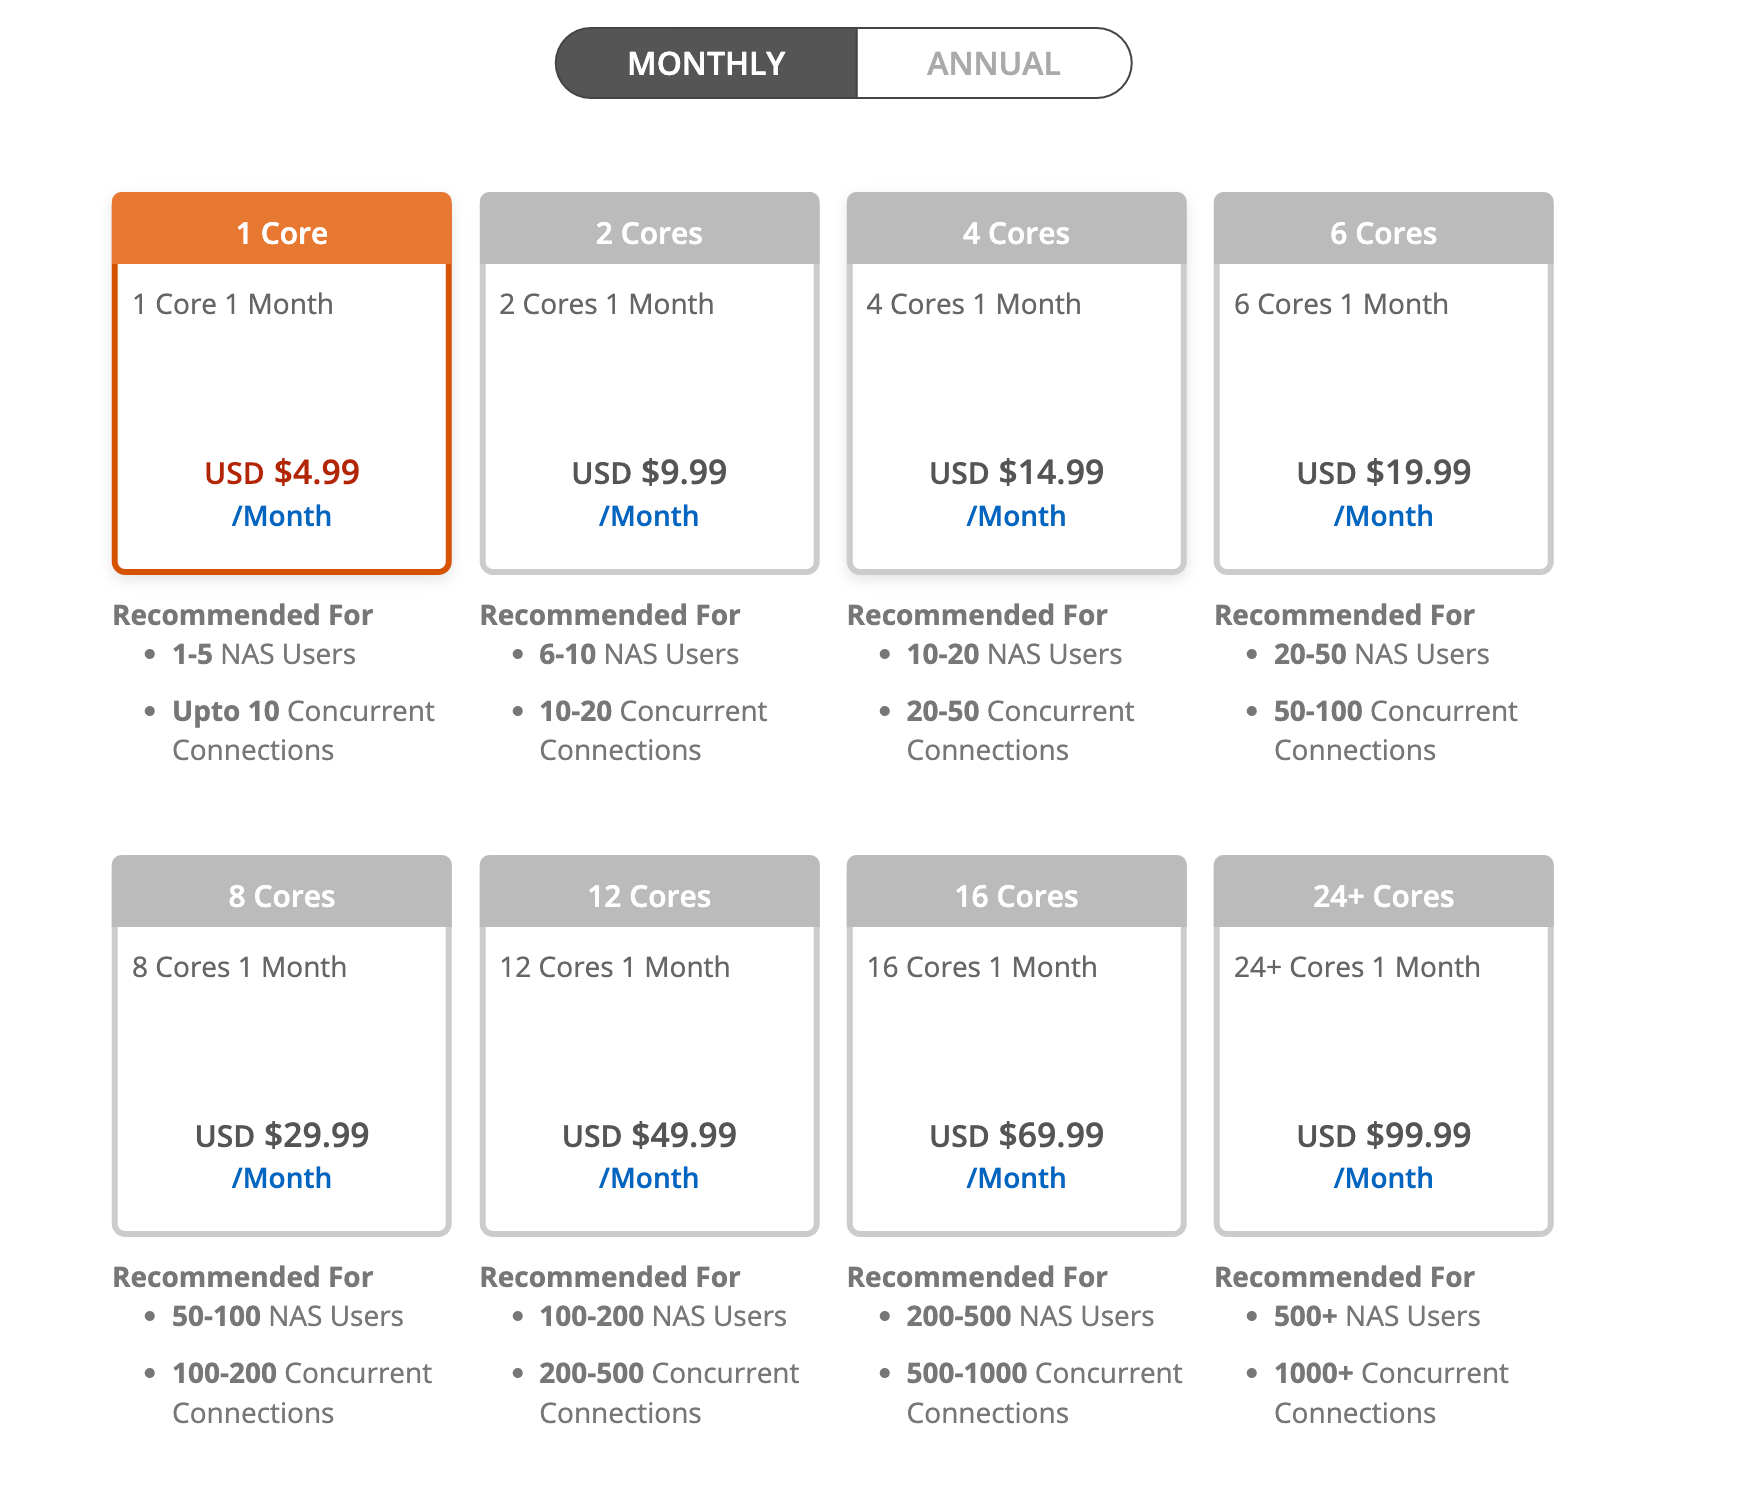 MONTHLY ANNUAL
1 Core
1 Core 1 Month
USD $4.99
/Month
Recommended For
• 1-5 NAS Users
• Upto 10 Concurrent
Connections
2 Cores
2 Cores 1 Month
USD $9.99
/Month
Recommended For
• 6-10 NAS Users
• 10-20 Concurrent
Connections
4 Cores
4 Cores 1 Month
USD $14.99
/Month
Recommended For
• 10-20 NAS Users
• 20-50 Concurrent
Connections
6 Cores
6 Cores 1 Month
USD $19.99
/Month
Recommended For
• 20-50 NAS Users
• 50-100 Concurrent
Connections
8 Cores
8 Cores 1 Month
USD $29.99
/Month
Recommended For
• 50-100 NAS Users
• 100-200 Concurrent
Connections
12 Cores
12 Cores 1 Month
USD $49.99
/Month
Recommended For
• 100-200 NAS Users
• 200-500 Concurrent
Connections
16 Cores
16 Cores 1 Month
USD $69.99
/Month
Recommended For
• 200-500 NAS Users
• 500-1000 Concurrent
Connections
24+ Cores
24+ Cores 1 Month
USD $99.99
/Month
Recommended For
• 500+ NAS Users
• 1000+ Concurrent
Connections